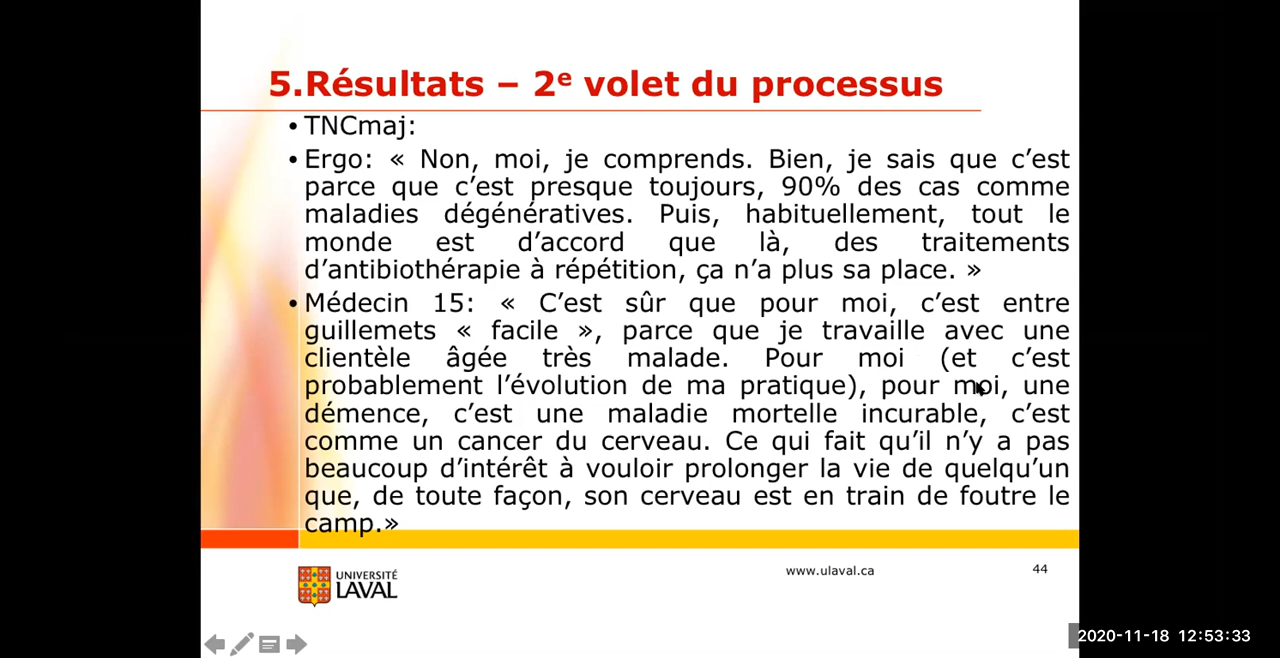 5.Résultats – 2e volet du processus
• TNCmaj:
• Ergo: « Non, moi, je comprends. Bien, je sais que c’est
parce que c’est presque toujours, 90% des cas comme
maladies dégénératives. Puis, habituellement, tout le
monde est d’accord que là, des traitements
d’antibiothérapie à répétition, ça n’a plus sa place. »
• Médecin 15: « C’est sûr que pour moi, c’est entre
guillemets « facile », parce que je travaille avec une
clientèle âgée très malade. Pour moi (et c’est
probablement l’évolution de ma pratique), pour moi, une
démence, c’est une maladie mortelle incurable, c’est
comme un cancer du cerveau. Ce qui fait qu’il n’y a pas
beaucoup d’intérêt à vouloir prolonger la vie de quelqu’un
que, de toute façon, son cerveau est en train de foutre le
camp.»
UNIVERSITÉ
LAVAL
www.ulaval.ca
44
2020-11-18 12:53:33